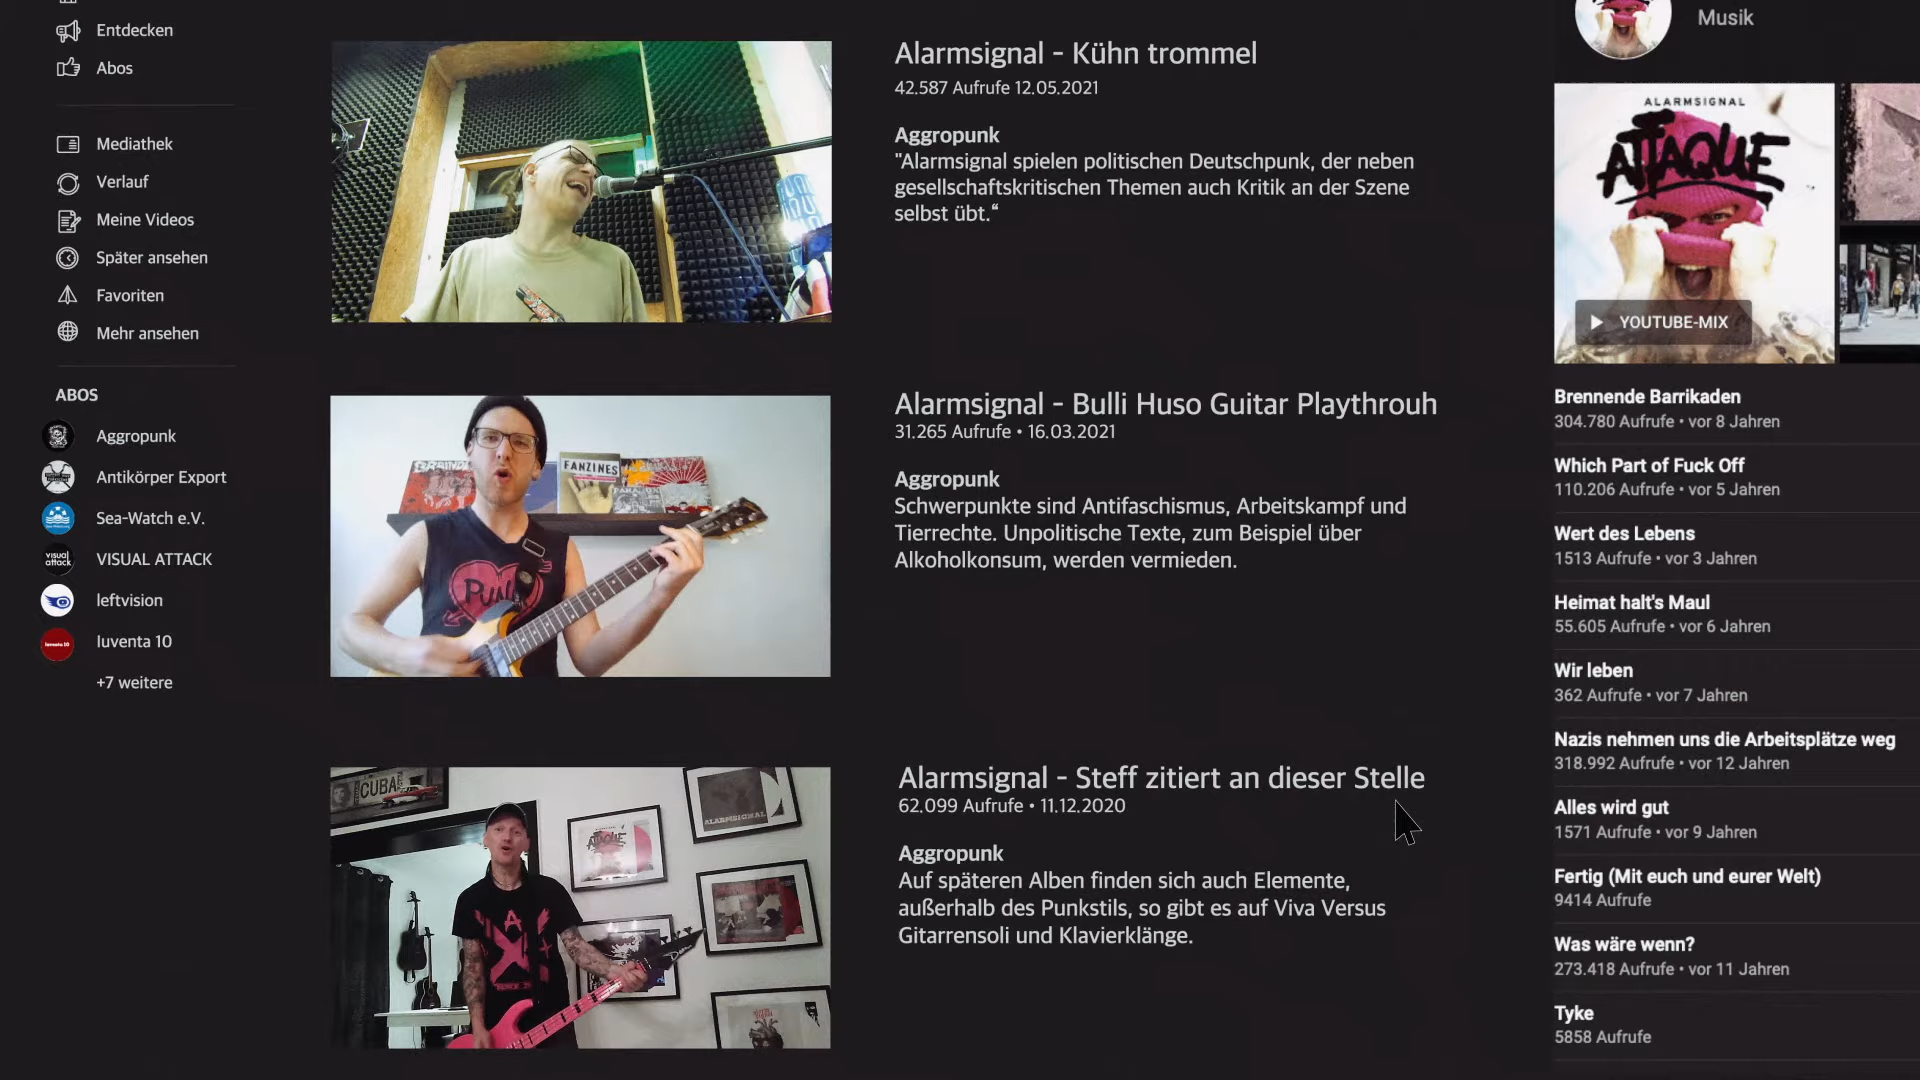 Entdecken
Abos
Mediathek
Verlauf
Meine Videos
Später ansehen
Favoriten
Mehr ansehen
ABOS
Aggropunk
Antikörper Export
Sea-Watch e.V.
visual
attack
VISUAL ATTACK
leftvision
Iuventa 10
+7 weitere
Alarmsignal - Kühn trommel
42.587 Aufrufe 12.05.2021
Aggropunk
"Alarmsignal spielen politischen Deutschpunk, der neben
gesellschaftskritischen Themen auch Kritik an der Szene
selbst übt.“
FANZINES
PUNK
Alarmsignal - Bulli Huso Guitar Playthrouh
31.265 Aufrufe • 16.03.2021
Aggropunk
Schwerpunkte sind Antifaschismus, Arbeitskampf und
Tierrechte. Unpolitische Texte, zum Beispiel über
Alkoholkonsum, werden vermieden.
CUBA
ATTAQUE
ALARMSIGNAL
Alarmsignal - Steff zitiert an dieser Stelle
62.099 Aufrufe • 11.12.2020
Aggropunk
Auf späteren Alben finden sich auch Elemente,
außerhalb des Punkstils, so gibt es auf Viva Versus
Gitarrensoli und Klavierklänge.
Musik
ALARMSIGNAL
ATTAQUE
YOUTUBE-MIX
Brennende Barrikaden
304.780 Aufrufe • vor 8 Jahren
Which Part of Fuck Off
110.206 Aufrufe • vor 5 Jahren
Wert des Lebens
1513 Aufrufe • vor 3 Jahren
Heimat halt's Maul
55.605 Aufrufe • vor 6 Jahren
Wir leben
362 Aufrufe • vor 7 Jahren
Nazis nehmen uns die Arbeitsplätze weg
318.992 Aufrufe • vor 12 Jahren
Alles wird gut
1571 Aufrufe • vor 9 Jahren
Fertig (Mit euch und eurer Welt)
9414 Aufrufe
Was wäre wenn?
273.418 Aufrufe • vor 11 Jahren
Tyke
5858 Aufrufe